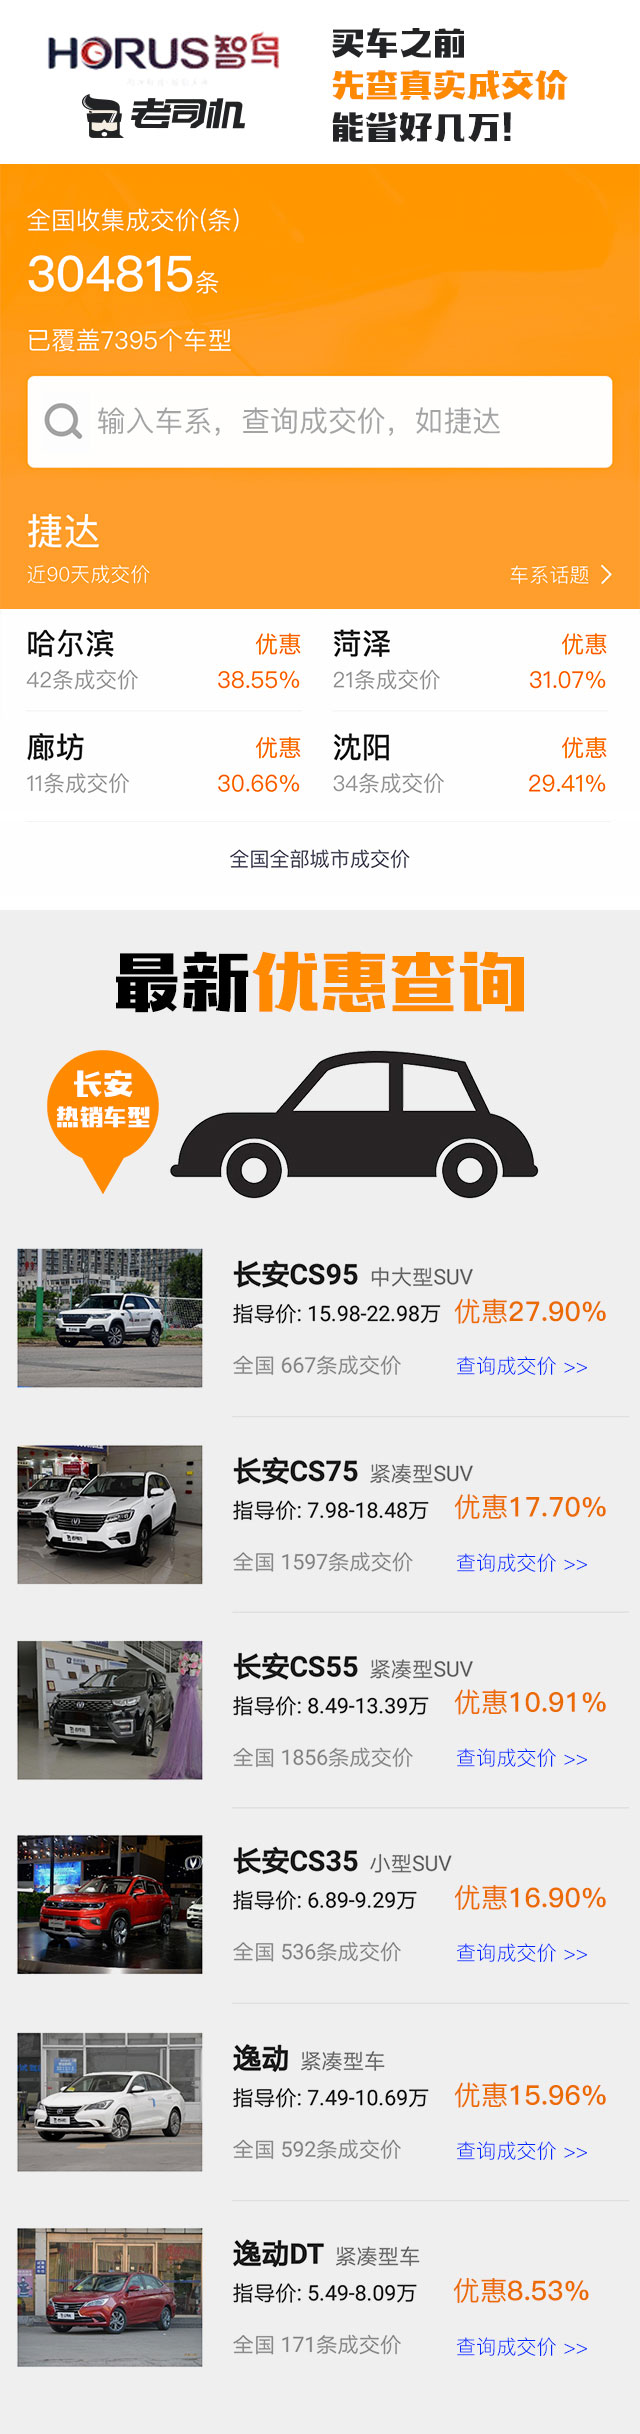 HORUS智鸟
老司机
买车之前
先查真实成交价
能省好几万!
全国收集成交价(条)
304815条
已覆盖7395个车型
输入车系，查询成交价，如捷达
捷达
近90天成交价
车系话题
哈尔滨 优惠
42条成交价 38.55%
菏泽 优惠
21条成交价 31.07%
廊坊 优惠
11条成交价 30.66%
沈阳 优惠
34条成交价 29.41%
全国全部城市成交价
最新优惠查询
长安
热销车型
长安CS95 中大型SUV
指导价: 15.98-22.98万 优惠27.90%
全国 667条成交价 查询成交价 >>
长安CS75 紧凑型SUV
指导价: 7.98-18.48万 优惠17.70%
全国 1597条成交价 查询成交价 >>
长安CS55 紧凑型SUV
指导价: 8.49-13.39万 优惠10.91%
全国 1856条成交价 查询成交价 >>
长安CS35 小型SUV
指导价: 6.89-9.29万 优惠16.90%
全国 536条成交价 查询成交价 >>
逸动 紧凑型车
指导价: 7.49-10.69万 优惠15.96%
全国 592条成交价 查询成交价 >>
逸动DT 紧凑型车
指导价: 5.49-8.09万 优惠8.53%
全国 171条成交价 查询成交价 >>